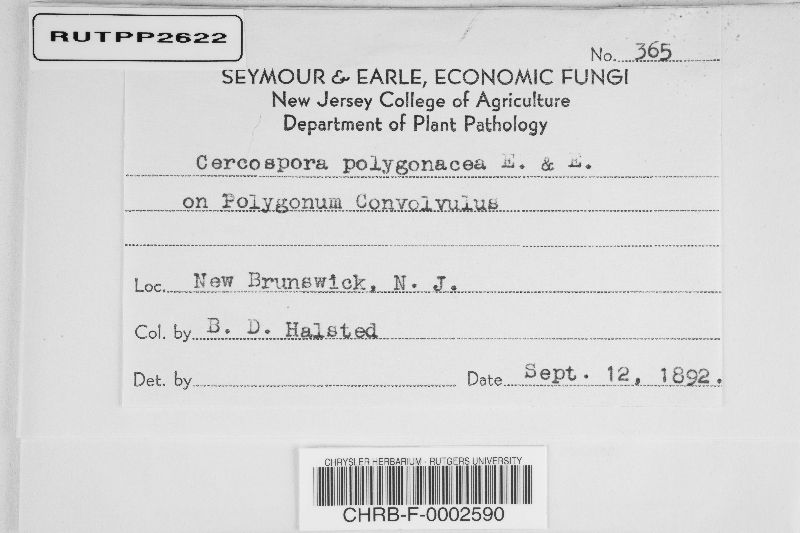 RUTPP2622
No. 365
SEYMOUR & EARLE, ECONOMIC FUNGI
New Jersey College of Agriculture
Department of Plant Pathology
Cercospora polygonacea E. & E.
on Polygonum Convolvulus
Loc. New Brunswick, N. J.
Col. by B. D. Halsted
Det. by
Date Sept. 12, 1892.
CHRYSLER HERBARIUM - RUTGERS UNIVERSITY
CHRB-F-0002590